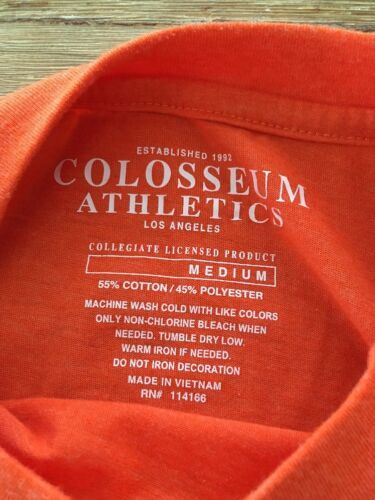 ESTABLISHED 1992
COLOSSEUM
ATHLETICS
LOS ANGELES
COLLEGIATE LICENSED PRODUCT
MEDIUM
55% COTTON / 45% POLYESTER
MACHINE WASH COLD WITH LIKE COLORS
ONLY NON-CHLORINE BLEACH WHEN
NEEDED. TUMBLE DRY LOW.
WARM IRON IF NEEDED.
DO NOT IRON DECORATION
MADE IN VIETNAM
RN# 114166